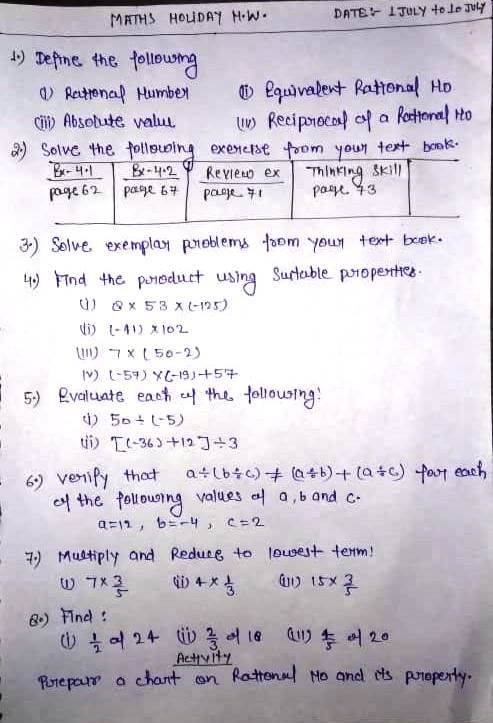 MATHS HOLIDAY H.W. DATE:- 1 JULY to 10 JULY
1.) Define the following
(i) Rational Number (ii) Equivalent Rational No
(iii) Absolute value (iv) Reciprocal of a Rational No
2.) Solve the following exercise from your text book.
Ex-4.1 Ex-4.2 Review ex Thinking Skill
page 62 page 67 page 71 page 73
3.) Solve exemplar problems from your text book.
4.) Find the product using Suitable properties.
(i) 8 x 53 x (-125)
(ii) (-41) x 102
(iii) 7 x (50-2)
(iv) (-57) x (-19) + 57
5.) Evaluate each of the following!
(i) 50 ÷ (-5)
(ii) [(-36) + 12] ÷ 3
6.) Verify that a÷(b÷c) ≠ (a÷b)+(a÷c) for each
of the following values of a, b and c.
a=12, b=-4, c=2
7.) Multiply and Reduce to lowest term!
(i) 7 x 3/5 (ii) 4 x 1/3 (iii) 15 x 3/5
8.) Find :
(i) 1/2 of 24 (ii) 2/3 of 18 (iii) 4/5 of 20
Activity
Prepare a chart on Rational No and its property.